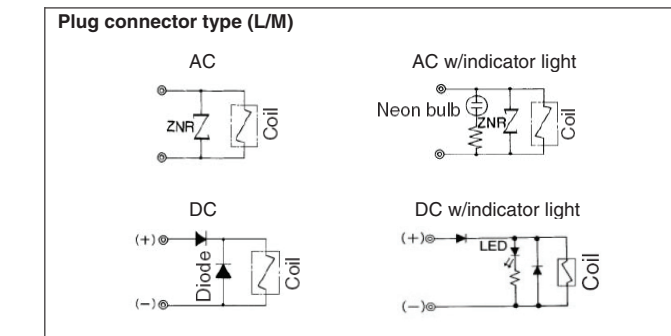 Plug connector type (L/M)
AC
ZNR
Coil
AC w/indicator light
Neon bulb
ZNR
Coil
DC
(+)
Diode
Coil
(−)
DC w/indicator light
(+)
LED
Coil
(−)